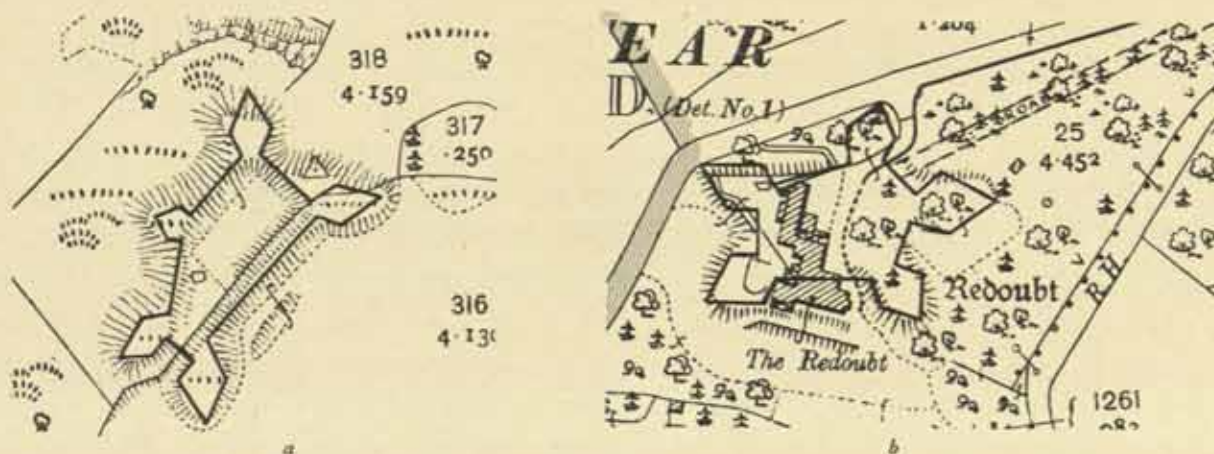 318
4·159
317
·250
316
a
E A R
D. (Det. No. 1)
25
4·452
Redoubt
R H
The Redoubt
1261
b